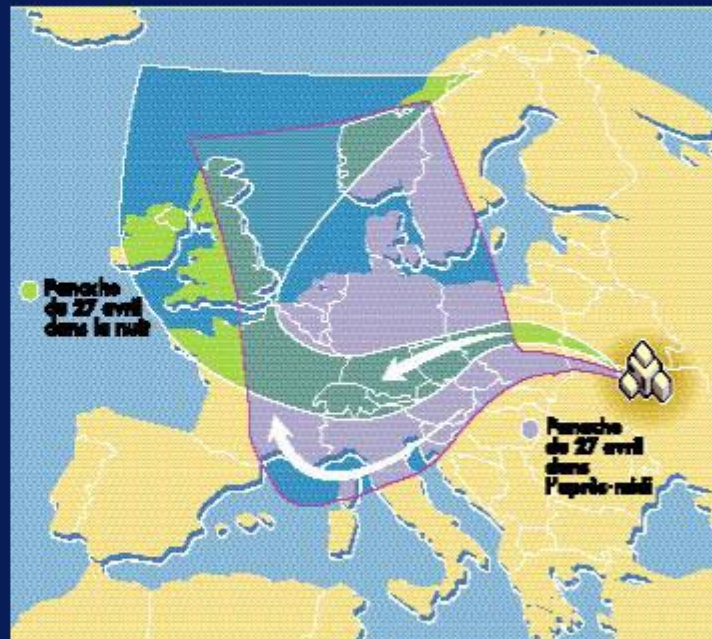 Panache
du 27 avril
dans la nuit
Panache
du 27 avril
dans
l'après-midi